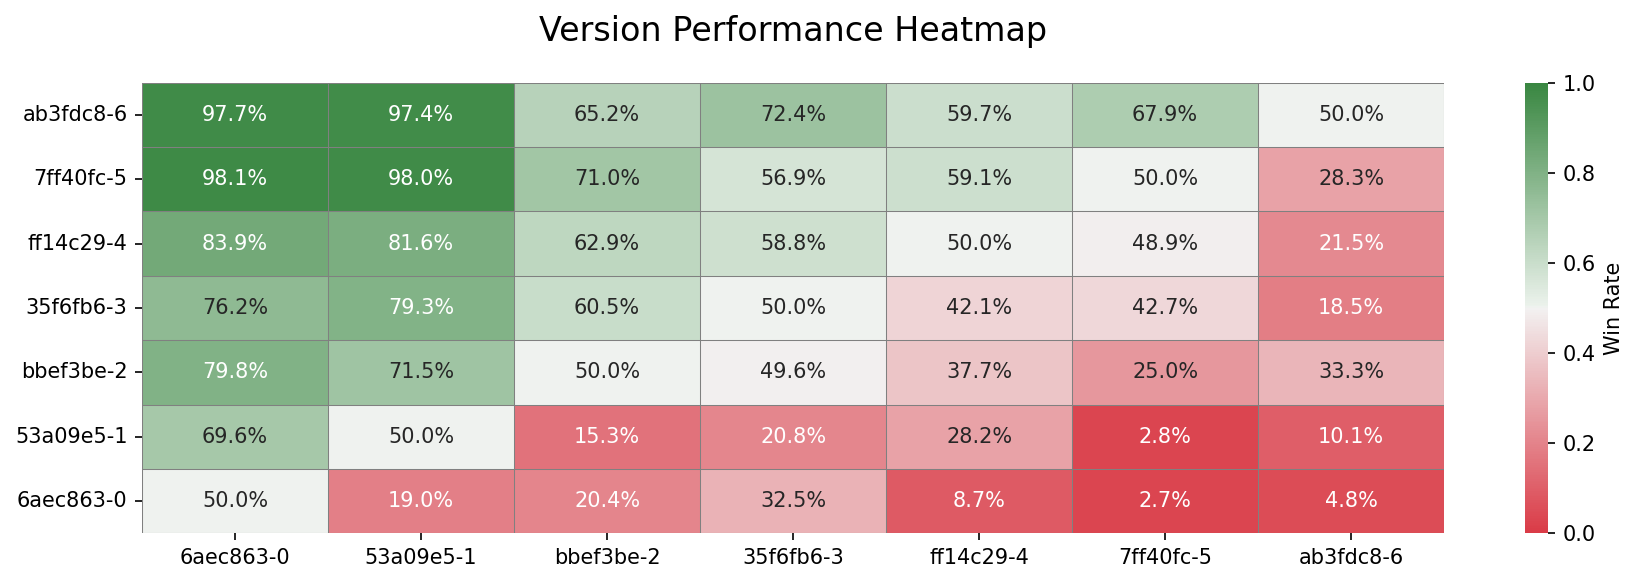 Version Performance Heatmap
ab3fdc8-6 97.7% 97.4% 65.2% 72.4% 59.7% 67.9% 50.0%
7ff40fc-5 98.1% 98.0% 71.0% 56.9% 59.1% 50.0% 28.3%
ff14c29-4 83.9% 81.6% 62.9% 58.8% 50.0% 48.9% 21.5%
35f6fb6-3 76.2% 79.3% 60.5% 50.0% 42.1% 42.7% 18.5%
bbef3be-2 79.8% 71.5% 50.0% 49.6% 37.7% 25.0% 33.3%
53a09e5-1 69.6% 50.0% 15.3% 20.8% 28.2% 2.8% 10.1%
6aec863-0 50.0% 19.0% 20.4% 32.5% 8.7% 2.7% 4.8%
6aec863-0 53a09e5-1 bbef3be-2 35f6fb6-3 ff14c29-4 7ff40fc-5 ab3fdc8-6
1.0
0.8
0.6
0.4
0.2
0.0
Win Rate